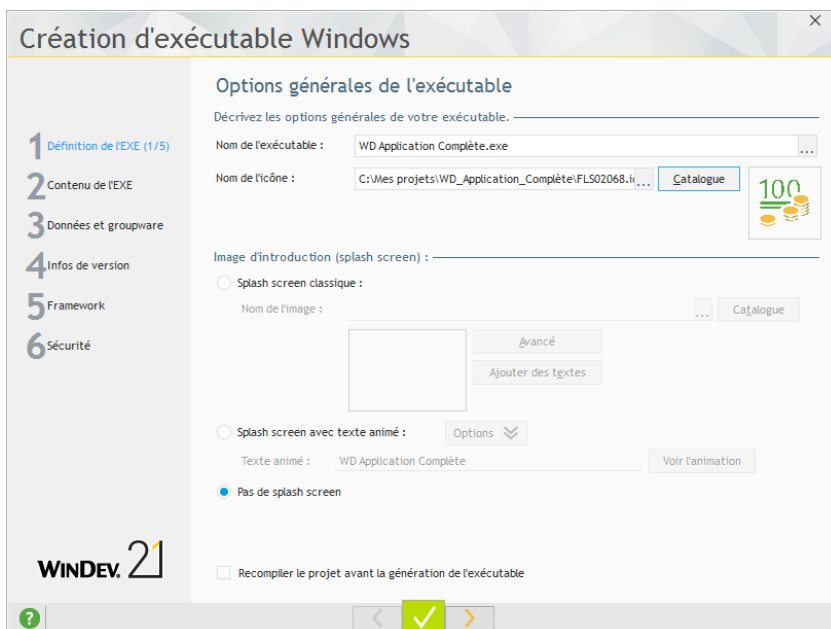 Création d'exécutable Windows
Options générales de l'exécutable
Décrivez les options générales de votre exécutable.
1 Définition de l'EXE (1/5)
2 Contenu de l'EXE
3 Données et groupware
4 Infos de version
5 Framework
6 Sécurité
Nom de l'exécutable : WD Application Complète.exe ...
Nom de l'icône : C:\Mes projets\WD_Application_Complète\FLS02068.i ... Catalogue
100
Image d'introduction (splash screen) :
Splash screen classique :
Nom de l'image : ... Catalogue
Avancé
Ajouter des textes
Splash screen avec texte animé : Options
Texte animé : WD Application Complète Voir l'animation
Pas de splash screen
Recompiler le projet avant la génération de l'exécutable
WINDEV. 21
?